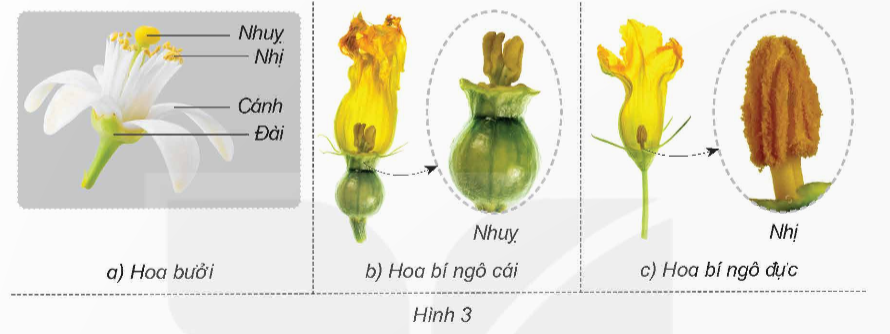 Nhuỵ
Nhị
Cánh
Đài
Nhuỵ
Nhị
a) Hoa bưởi
b) Hoa bí ngô cái
c) Hoa bí ngô đực
Hình 3